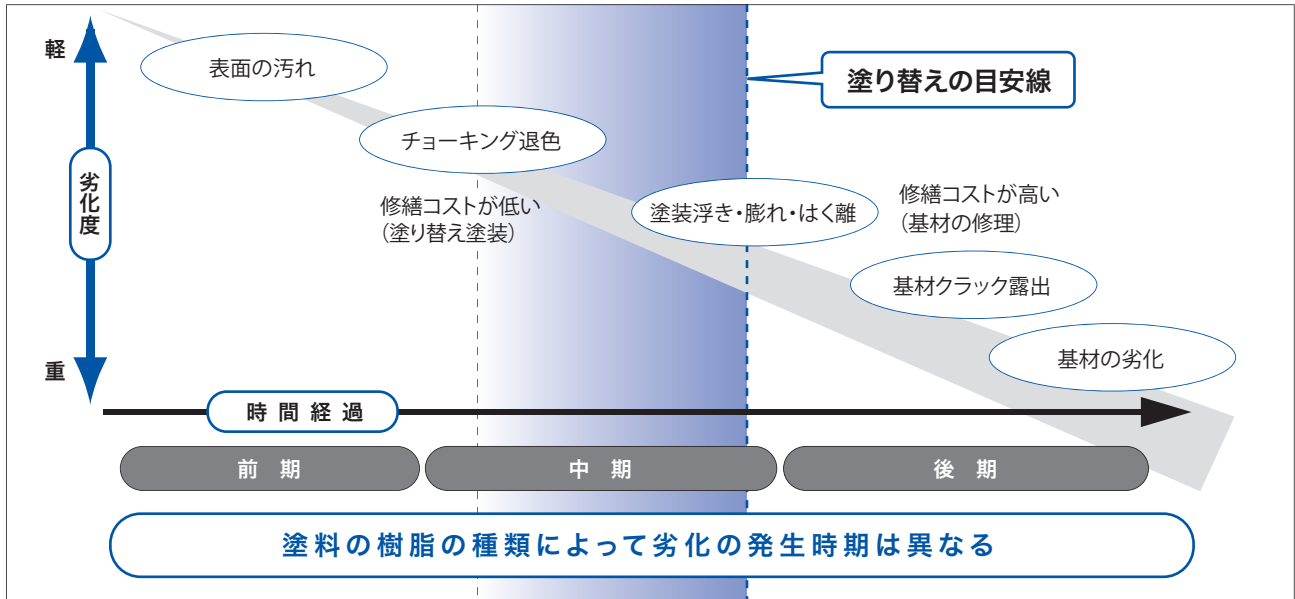 軽
表面の汚れ
塗り替えの目安線
チョーキング退色
劣化度
修繕コストが低い
(塗り替え塗装)
塗装浮き・膨れ・はく離
修繕コストが高い
(基材の修理)
基材クラック露出
基材の劣化
重
時間経過
前期
中期
後期
塗料の樹脂の種類によって劣化の発生時期は異なる